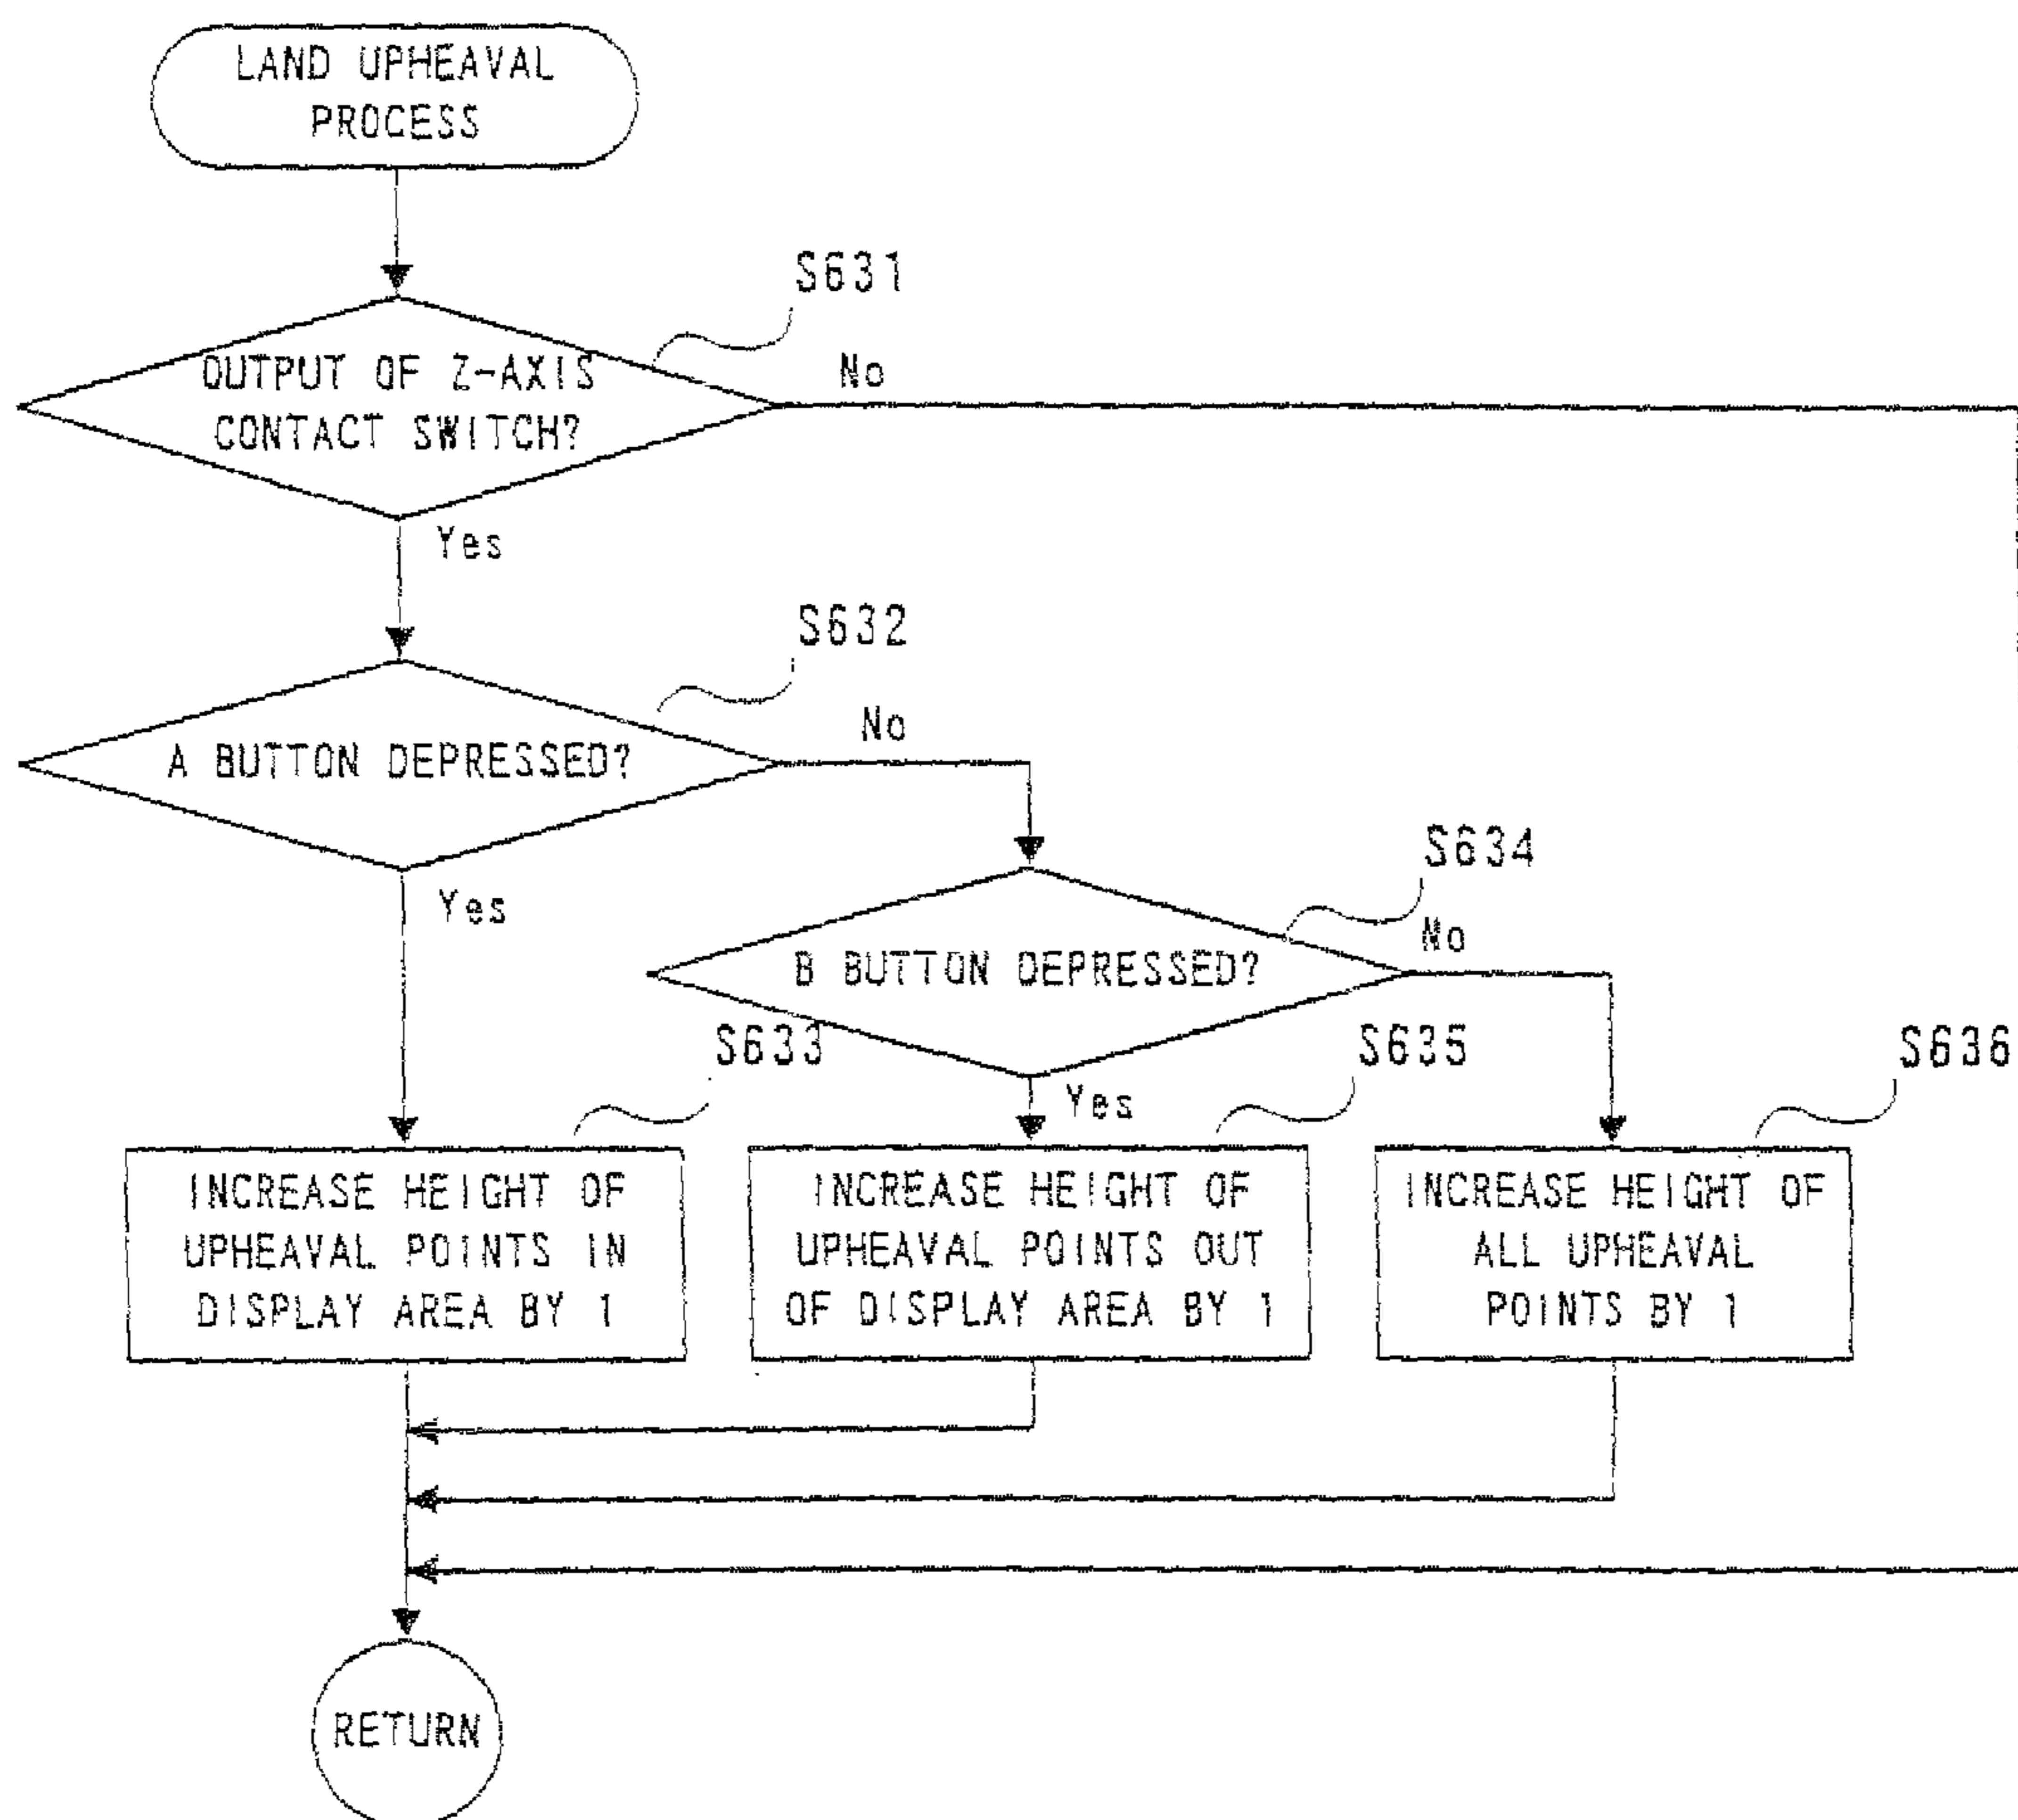 LAND UPHEAVAL
PROCESS
S631
OUTPUT OF Z-AXIS
CONTACT SWITCH?
No
Yes
S632
A BUTTON DEPRESSED?
No
Yes
S634
B BUTTON DEPRESSED?
No
Yes
S633
INCREASE HEIGHT OF
UPHEAVAL POINTS IN
DISPLAY AREA BY 1
S635
INCREASE HEIGHT OF
UPHEAVAL POINTS OUT
OF DISPLAY AREA BY 1
S636
INCREASE HEIGHT OF
ALL UPHEAVAL
POINTS BY 1
RETURN